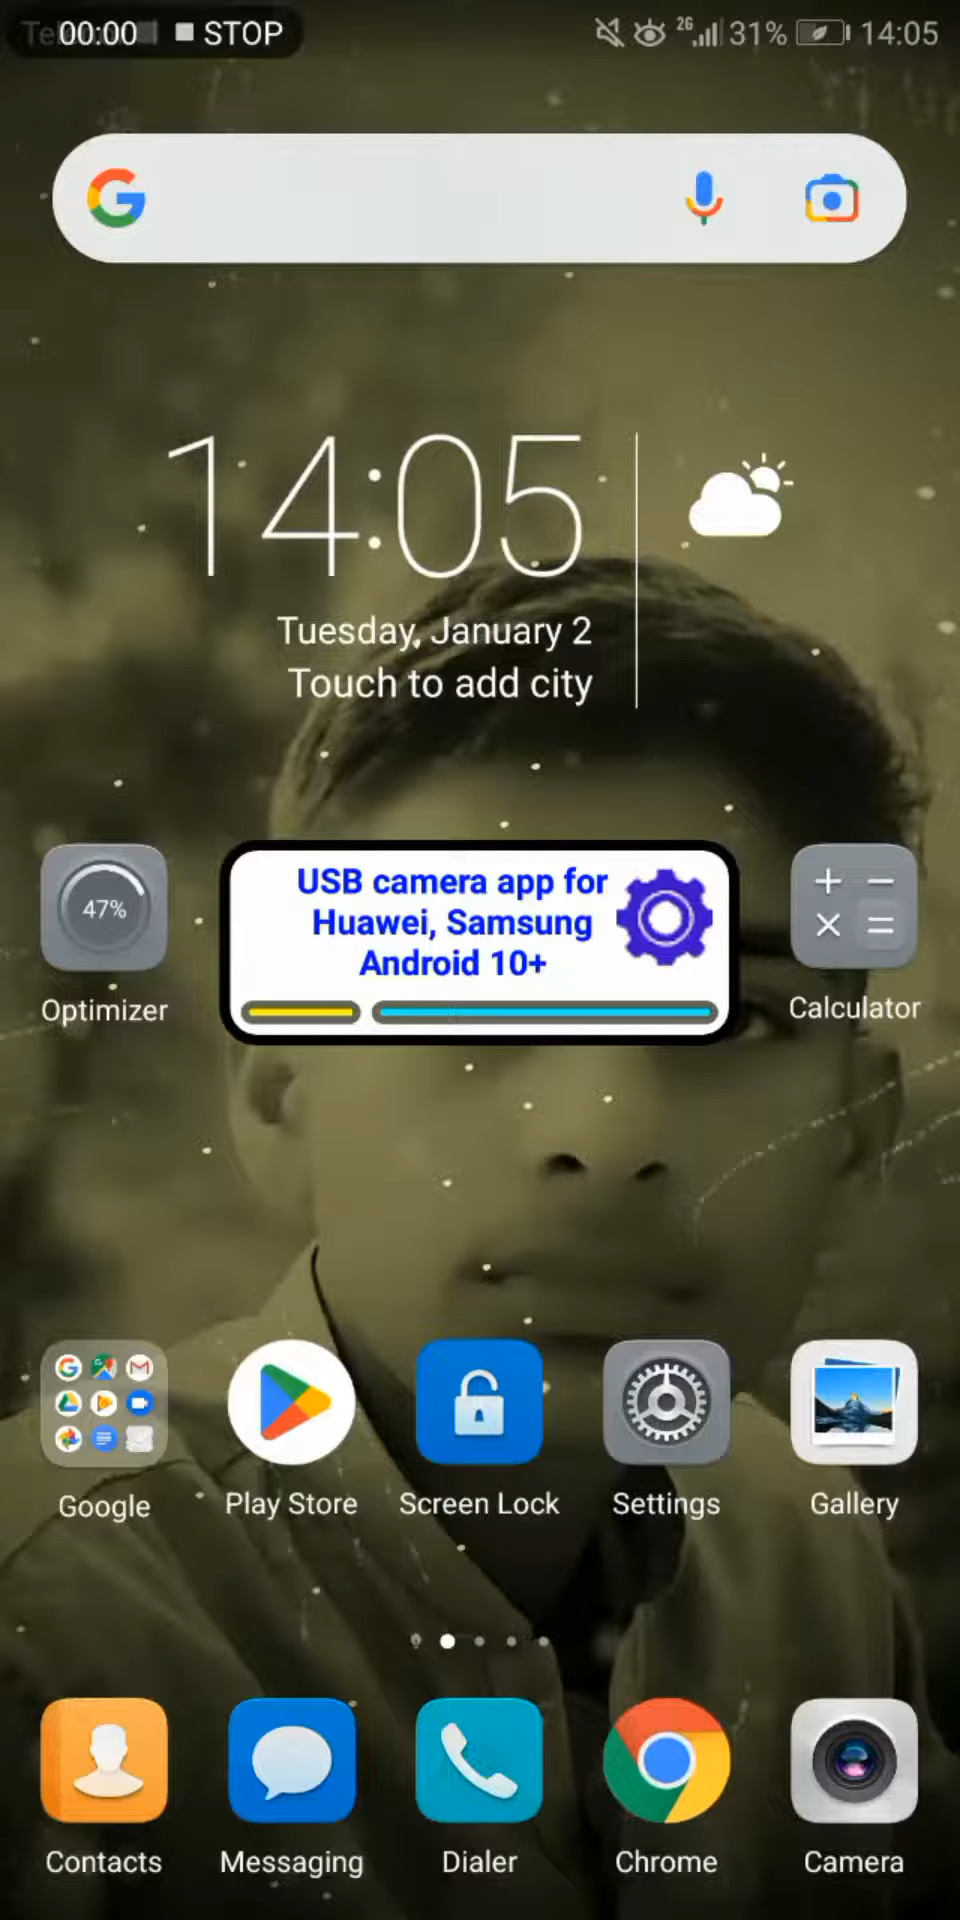 00:00 STOP 2G 31% 14:05
14:05
Tuesday, January 2
Touch to add city
47%
USB camera app for
Huawei, Samsung
Android 10+
Optimizer
Calculator
Google
Play Store
Screen Lock
Settings
Gallery
Contacts
Messaging
Dialer
Chrome
Camera